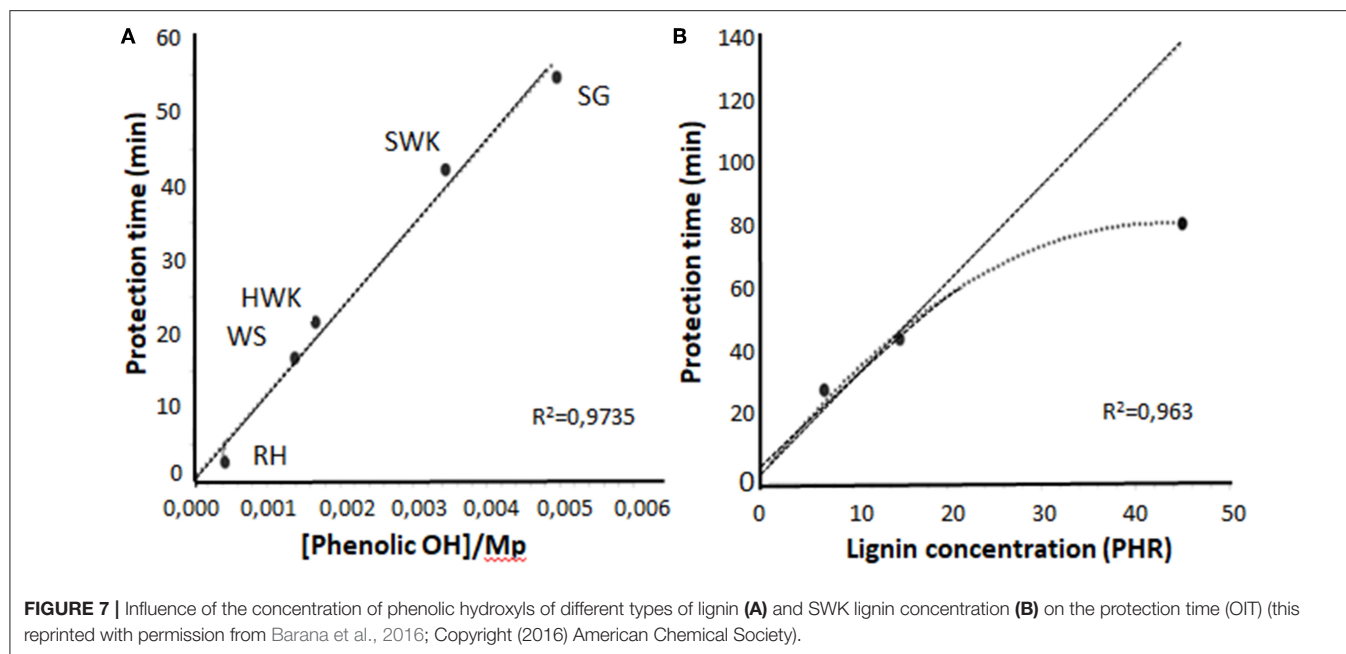 A
60
50
40
30
20
10
0
Protection time (min)
SG
SWK
HWK
WS
RH
R²=0,9735
0,000 0,001 0,002 0,003 0,004 0,005 0,006
[Phenolic OH]/Mp
B
140
120
100
80
60
40
20
0
Protection time (min)
R²=0,963
0 10 20 30 40 50
Lignin concentration (PHR)
FIGURE 7 | Influence of the concentration of phenolic hydroxyls of different types of lignin (A) and SWK lignin concentration (B) on the protection time (OIT) (this
reprinted with permission from Barana et al., 2016; Copyright (2016) American Chemical Society).